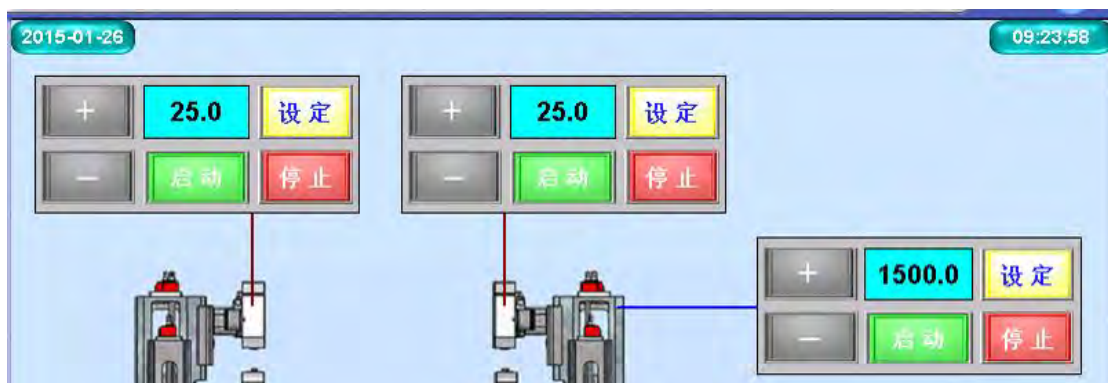 2015-01-26 09:23:58
+ 25.0 设定 + 25.0 设定
− 启动 停止 − 启动 停止
+ 1500.0 设定
− 启动 停止